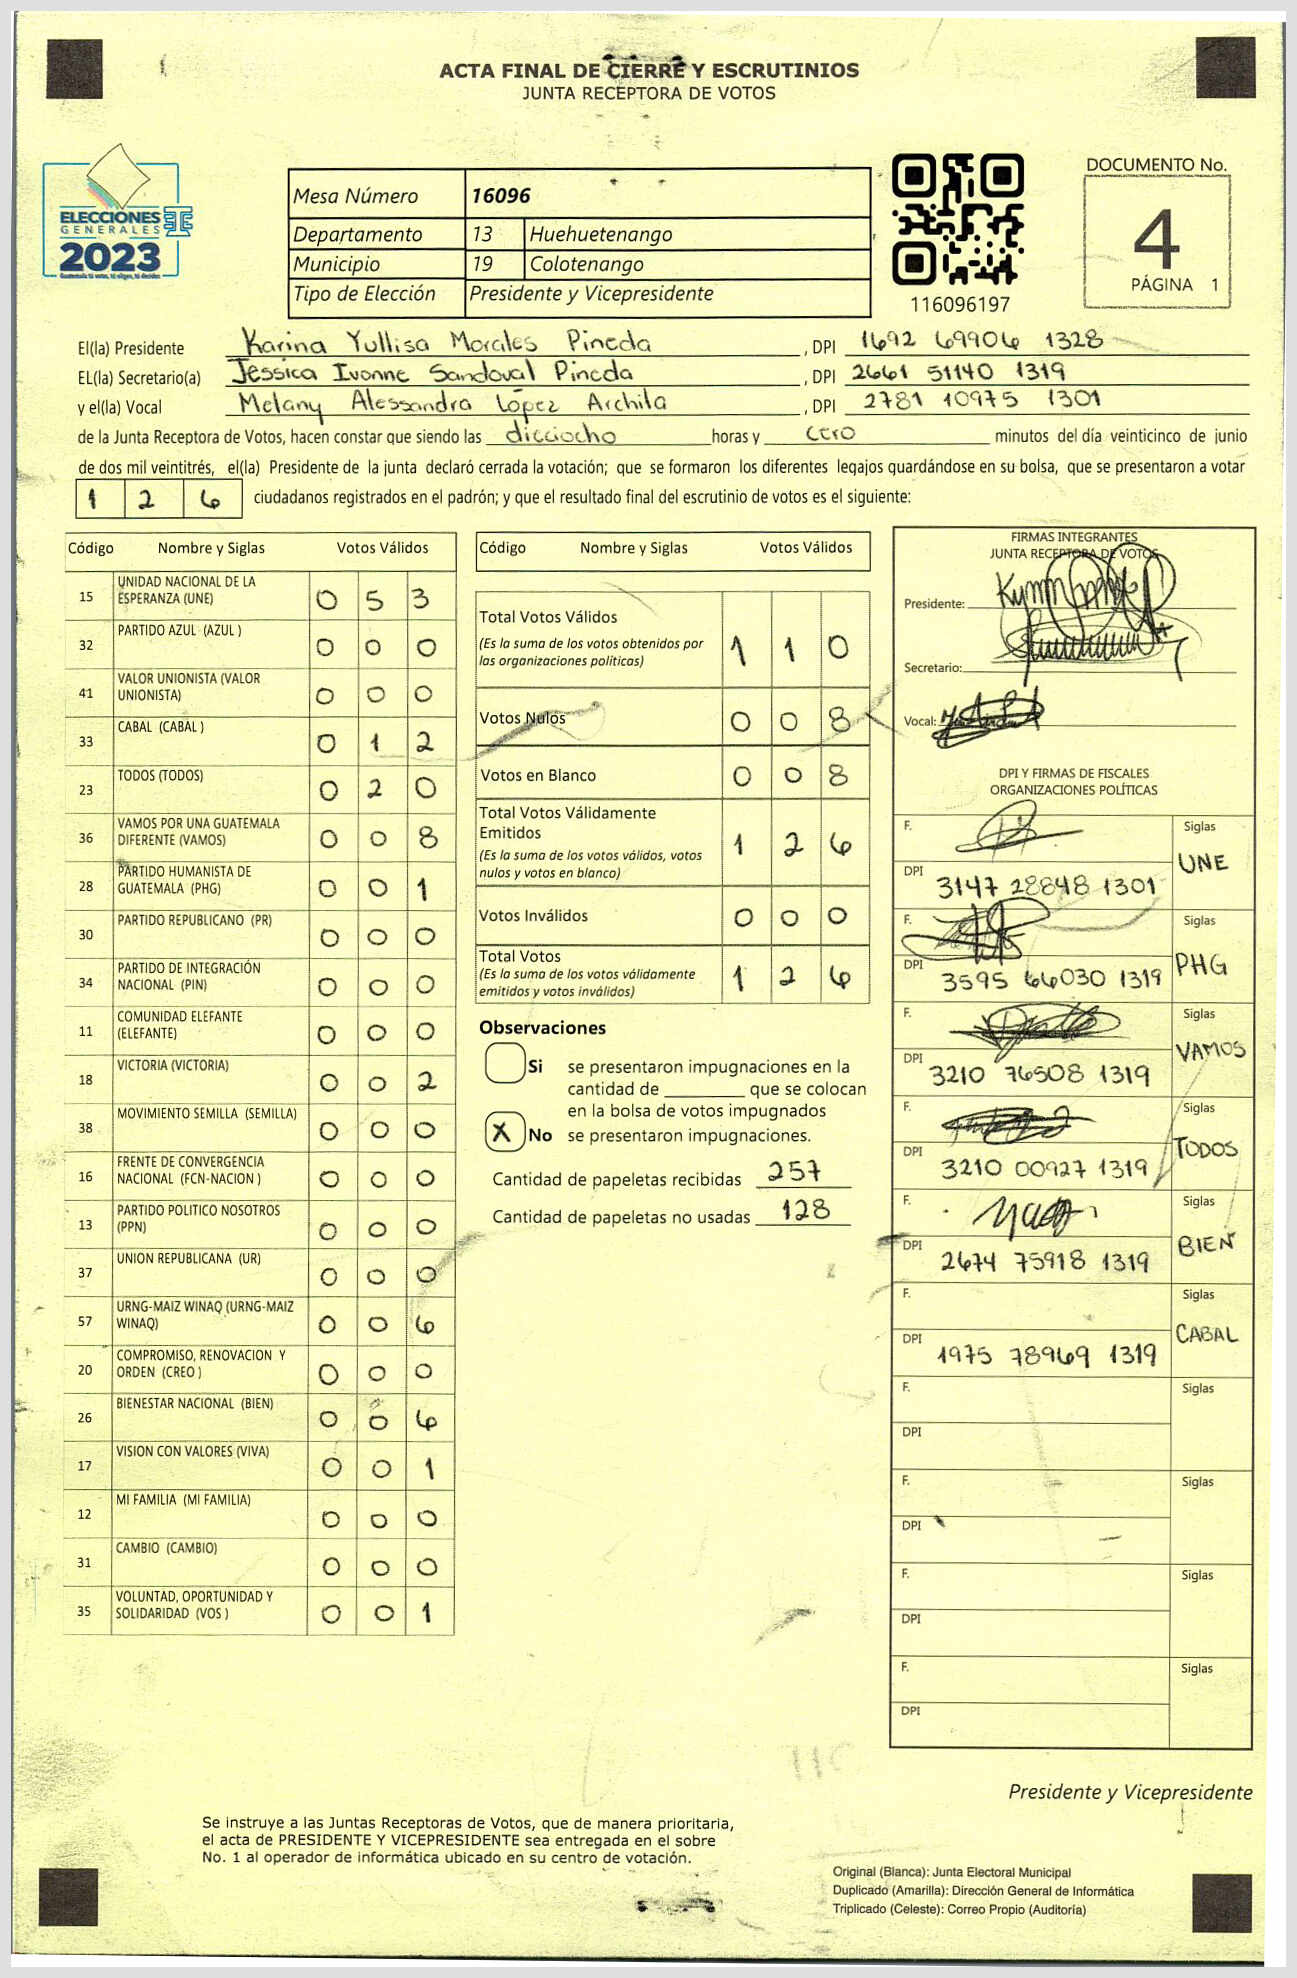 ACTA FINAL DE CIERRE Y ESCRUTINIOS
JUNTA RECEPTORA DE VOTOS
ELECCIONES
GENERALES
2023
Mesa Número 16096
Departamento 13 Huehuetenango
Municipio 19 Colotenango
Tipo de Elección Presidente y Vicepresidente
116096197
DOCUMENTO No.
4
PÁGINA 1
El(la) Presidente Karina Yullisa Morales Pineda , DPI 1692 69906 1328
EL(la) Secretario(a) Jessica Ivonne Sandoval Pineda , DPI 2661 51140 1319
y el(la) Vocal Melany Alessandra López Archila , DPI 2781 10975 1301
de la Junta Receptora de Votos, hacen constar que siendo las dieciocho horas y cero minutos del día veinticinco de junio
de dos mil veintitrés, el(la) Presidente de la junta declaró cerrada la votación; que se formaron los diferentes legajos quardándose en su bolsa, que se presentaron a votar
1 2 6 ciudadanos registrados en el padrón; y que el resultado final del escrutinio de votos es el siguiente:
Código Nombre y Siglas Votos Válidos
15 UNIDAD NACIONAL DE LA ESPERANZA (UNE) 0 5 3
32 PARTIDO AZUL (AZUL ) 0 0 0
41 VALOR UNIONISTA (VALOR UNIONISTA) 0 0 0
33 CABAL (CABAL ) 0 1 2
23 TODOS (TODOS) 0 2 0
36 VAMOS POR UNA GUATEMALA DIFERENTE (VAMOS) 0 0 8
28 PARTIDO HUMANISTA DE GUATEMALA (PHG) 0 0 1
30 PARTIDO REPUBLICANO (PR) 0 0 0
34 PARTIDO DE INTEGRACIÓN NACIONAL (PIN) 0 0 0
11 COMUNIDAD ELEFANTE (ELEFANTE) 0 0 0
18 VICTORIA (VICTORIA) 0 0 2
38 MOVIMIENTO SEMILLA (SEMILLA) 0 0 0
16 FRENTE DE CONVERGENCIA NACIONAL (FCN-NACION ) 0 0 0
13 PARTIDO POLITICO NOSOTROS (PPN) 0 0 0
37 UNION REPUBLICANA (UR) 0 0 0
57 URNG-MAIZ WINAQ (URNG-MAIZ WINAQ) 0 0 6
20 COMPROMISO, RENOVACION Y ORDEN (CREO ) 0 0 0
26 BIENESTAR NACIONAL (BIEN) 0 0 6
17 VISION CON VALORES (VIVA) 0 0 1
12 MI FAMILIA (MI FAMILIA) 0 0 0
31 CAMBIO (CAMBIO) 0 0 0
35 VOLUNTAD, OPORTUNIDAD Y SOLIDARIDAD (VOS ) 0 0 1
Código Nombre y Siglas Votos Válidos
Total Votos Válidos
(Es la suma de los votos obtenidos por
las organizaciones políticas) 1 1 0
Votos Nulos 0 0 8
Votos en Blanco 0 0 8
Total Votos Válidamente
Emitidos
(Es la suma de los votos válidos, votos
nulos y votos en blanco) 1 2 6
Votos Inválidos 0 0 0
Total Votos
(Es la suma de los votos válidamente
emitidos y votos inválidos) 1 2 6
Observaciones
Si se presentaron impugnaciones en la
cantidad de ________ que se colocan
en la bolsa de votos impugnados
X No se presentaron impugnaciones.
Cantidad de papeletas recibidas 257
Cantidad de papeletas no usadas 128
FIRMAS INTEGRANTES
JUNTA RECEPTORA DE VOTOS
Presidente:
Secretario:
Vocal:
DPI Y FIRMAS DE FISCALES
ORGANIZACIONES POLÍTICAS
F. Siglas UNE
DPI 3147 28848 1301
F. Siglas PHG
DPI 3595 66030 1319
F. Siglas VAMOS
DPI 3210 76508 1319
F. Siglas TODOS
DPI 3210 00927 1319
F. Siglas BIEN
DPI 2674 75918 1319
F. Siglas CABAL
DPI 1975 78969 1319
F. Siglas
DPI
F. Siglas
DPI
F. Siglas
DPI
F. Siglas
DPI
Presidente y Vicepresidente
Se instruye a las Juntas Receptoras de Votos, que de manera prioritaria,
el acta de PRESIDENTE Y VICEPRESIDENTE sea entregada en el sobre
No. 1 al operador de informática ubicado en su centro de votación.
Original (Blanca): Junta Electoral Municipal
Duplicado (Amarilla): Dirección General de Informática
Triplicado (Celeste): Correo Propio (Auditoría)